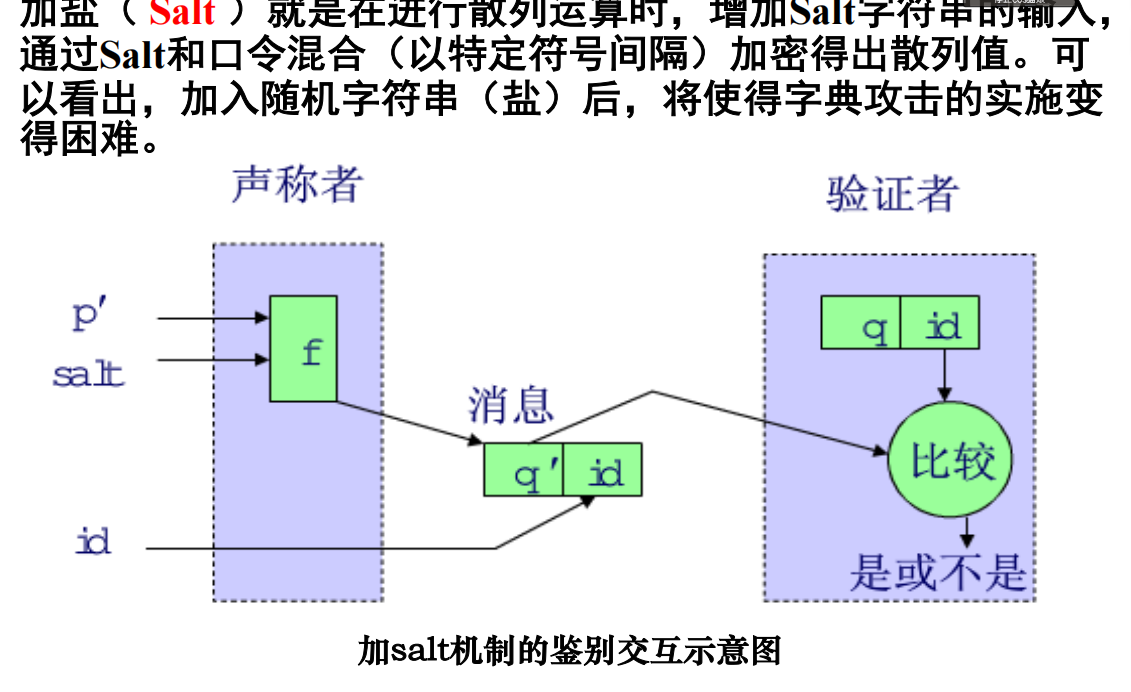 加盐（ Salt ）就是在进行散列运算时，增加Salt字符串的输入，
通过Salt和口令混合（以特定符号间隔）加密得出散列值。可
以看出，加入随机字符串（盐）后，将使得字典攻击的实施变
得困难。
声称者
验证者
p′
salt
f
q
id
消息
q′
id
比较
id
是或不是
加salt机制的鉴别交互示意图